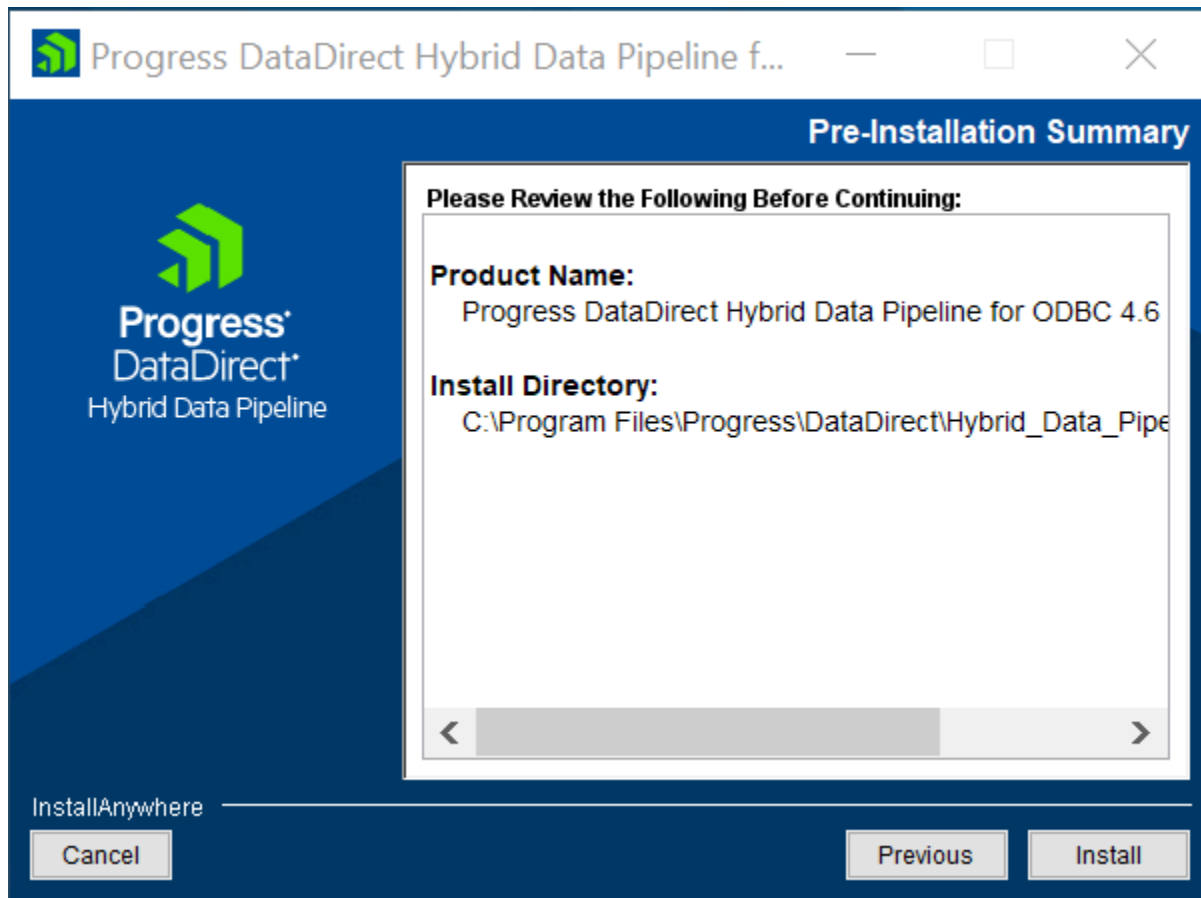 Progress DataDirect Hybrid Data Pipeline f...
Pre-Installation Summary
Progress
DataDirect
Hybrid Data Pipeline
Please Review the Following Before Continuing:
Product Name:
Progress DataDirect Hybrid Data Pipeline for ODBC 4.6
Install Directory:
C:\Program Files\Progress\DataDirect\Hybrid_Data_Pipe
InstallAnywhere
Cancel
Previous
Install